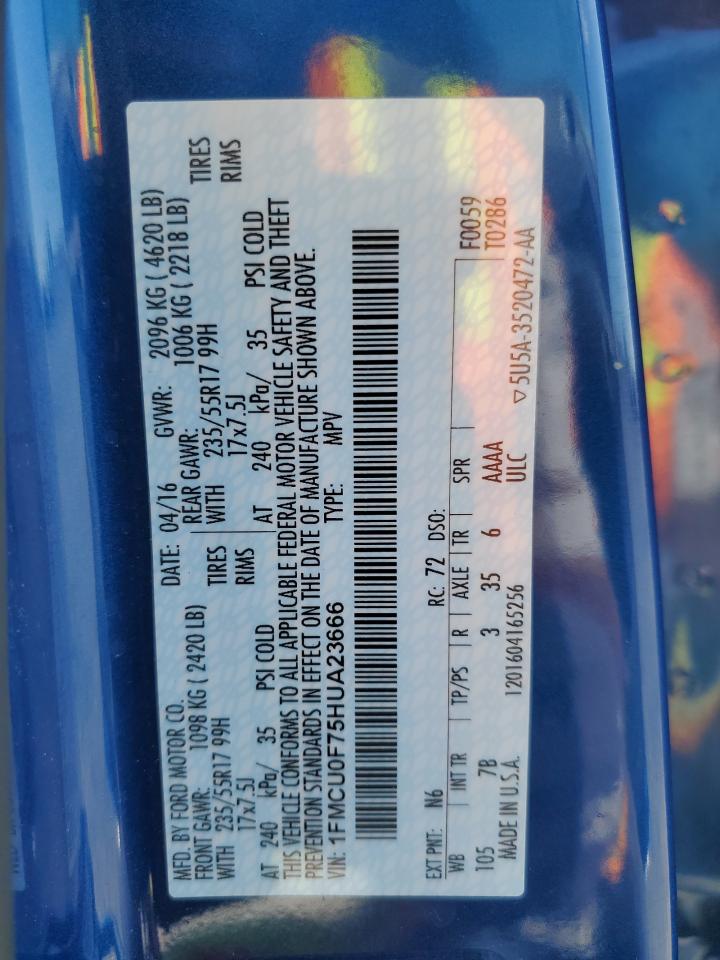 MFD. BY FORD MOTOR CO. DATE: 04/16 GVWR: 2096 KG ( 4620 LB)
FRONT GAWR: 1098 KG ( 2420 LB) REAR GAWR: 1006 KG ( 2218 LB)
WITH 235/55R17 99H TIRES WITH 235/55R17 99H TIRES
17x7.5J RIMS 17x7.5J RIMS
AT 240 kPa/ 35 PSI COLD AT 240 kPa/ 35 PSI COLD
THIS VEHICLE CONFORMS TO ALL APPLICABLE FEDERAL MOTOR VEHICLE SAFETY AND THEFT
PREVENTION STANDARDS IN EFFECT ON THE DATE OF MANUFACTURE SHOWN ABOVE.
VIN: 1FMCU0F75HUA23666 TYPE: MPV
EXT PNT: N6 RC: 72 DSO:
WB INT TR TP/PS R AXLE TR SPR F0059
105 7B 3 35 6 AAAA T0286
MADE IN U.S.A. ULC
1201604165256 ▽5U5A-3520472-AA